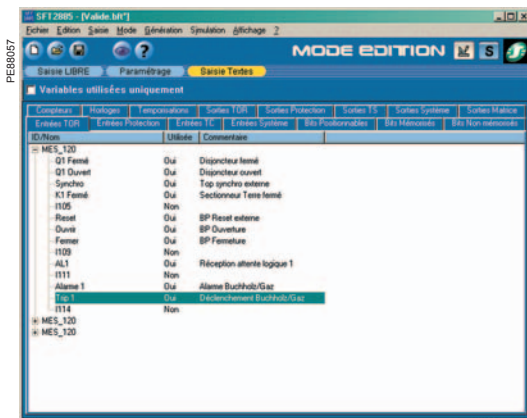 SFT2885 - [Valide.bft*]
Fichier Edition Saisie Mode Génération Simulation Affichage ?
MODE EDITION S
PE88057
Saisie LIBRE Paramétrage Saisie Textes
Variables utilisées uniquement
Compteurs Horloges Temporisations Sorties TOR Sorties Protection Sorties TS Sorties Système Sorties Matrice
Entrées TOR Entrées Protection Entrées TC Entrées Système Bits Positionnables Bits Mémorisés Bits Non mémorisés
ID/Nom Utilisée Commentaire
MES_120
Q1 Fermé Oui Disjoncteur fermé
Q1 Ouvert Oui Disjoncteur ouvert
Synchro Oui Top synchro externe
K1 Fermé Oui Sectionneur Terre fermé
I105 Non
Reset Oui BP Reset externe
Ouvrir Oui BP Ouverture
Fermer Oui BP Fermeture
I109 Non
AL1 Oui Réception attente logique 1
I111 Non
Alarme 1 Oui Alarme Buchholz/Gaz
Trip 1 Oui Déclenchement Buchholz/Gaz
I114 Non
MES_120
MES_120